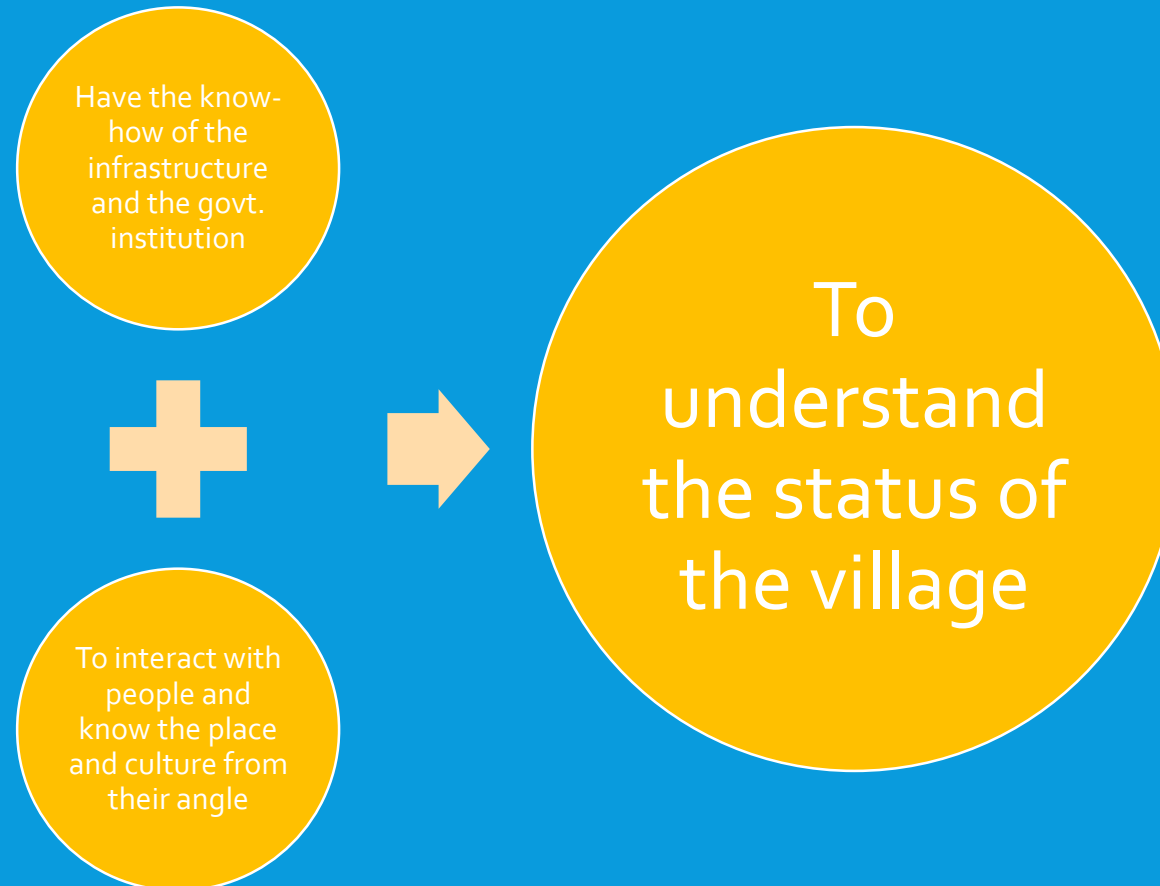 Have the know-
how of the
infrastructure
and the govt.
institution
To interact with
people and
know the place
and culture from
their angle
To
understand
the status of
the village